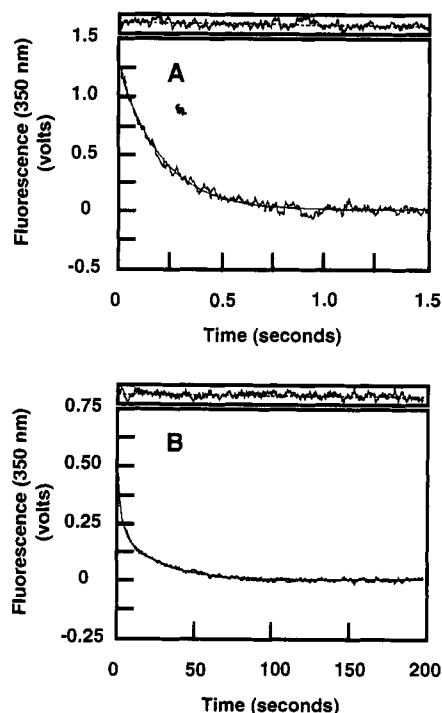 1.5
1.0
0.5
0
-0.5
Fluorescence (350 nm)
(volts)
A
0 0.5 1.0 1.5
Time (seconds)
0.75
0.50
0.25
0
-0.25
Fluorescence (350 nm)
(volts)
B
0 50 100 150 200
Time (seconds)